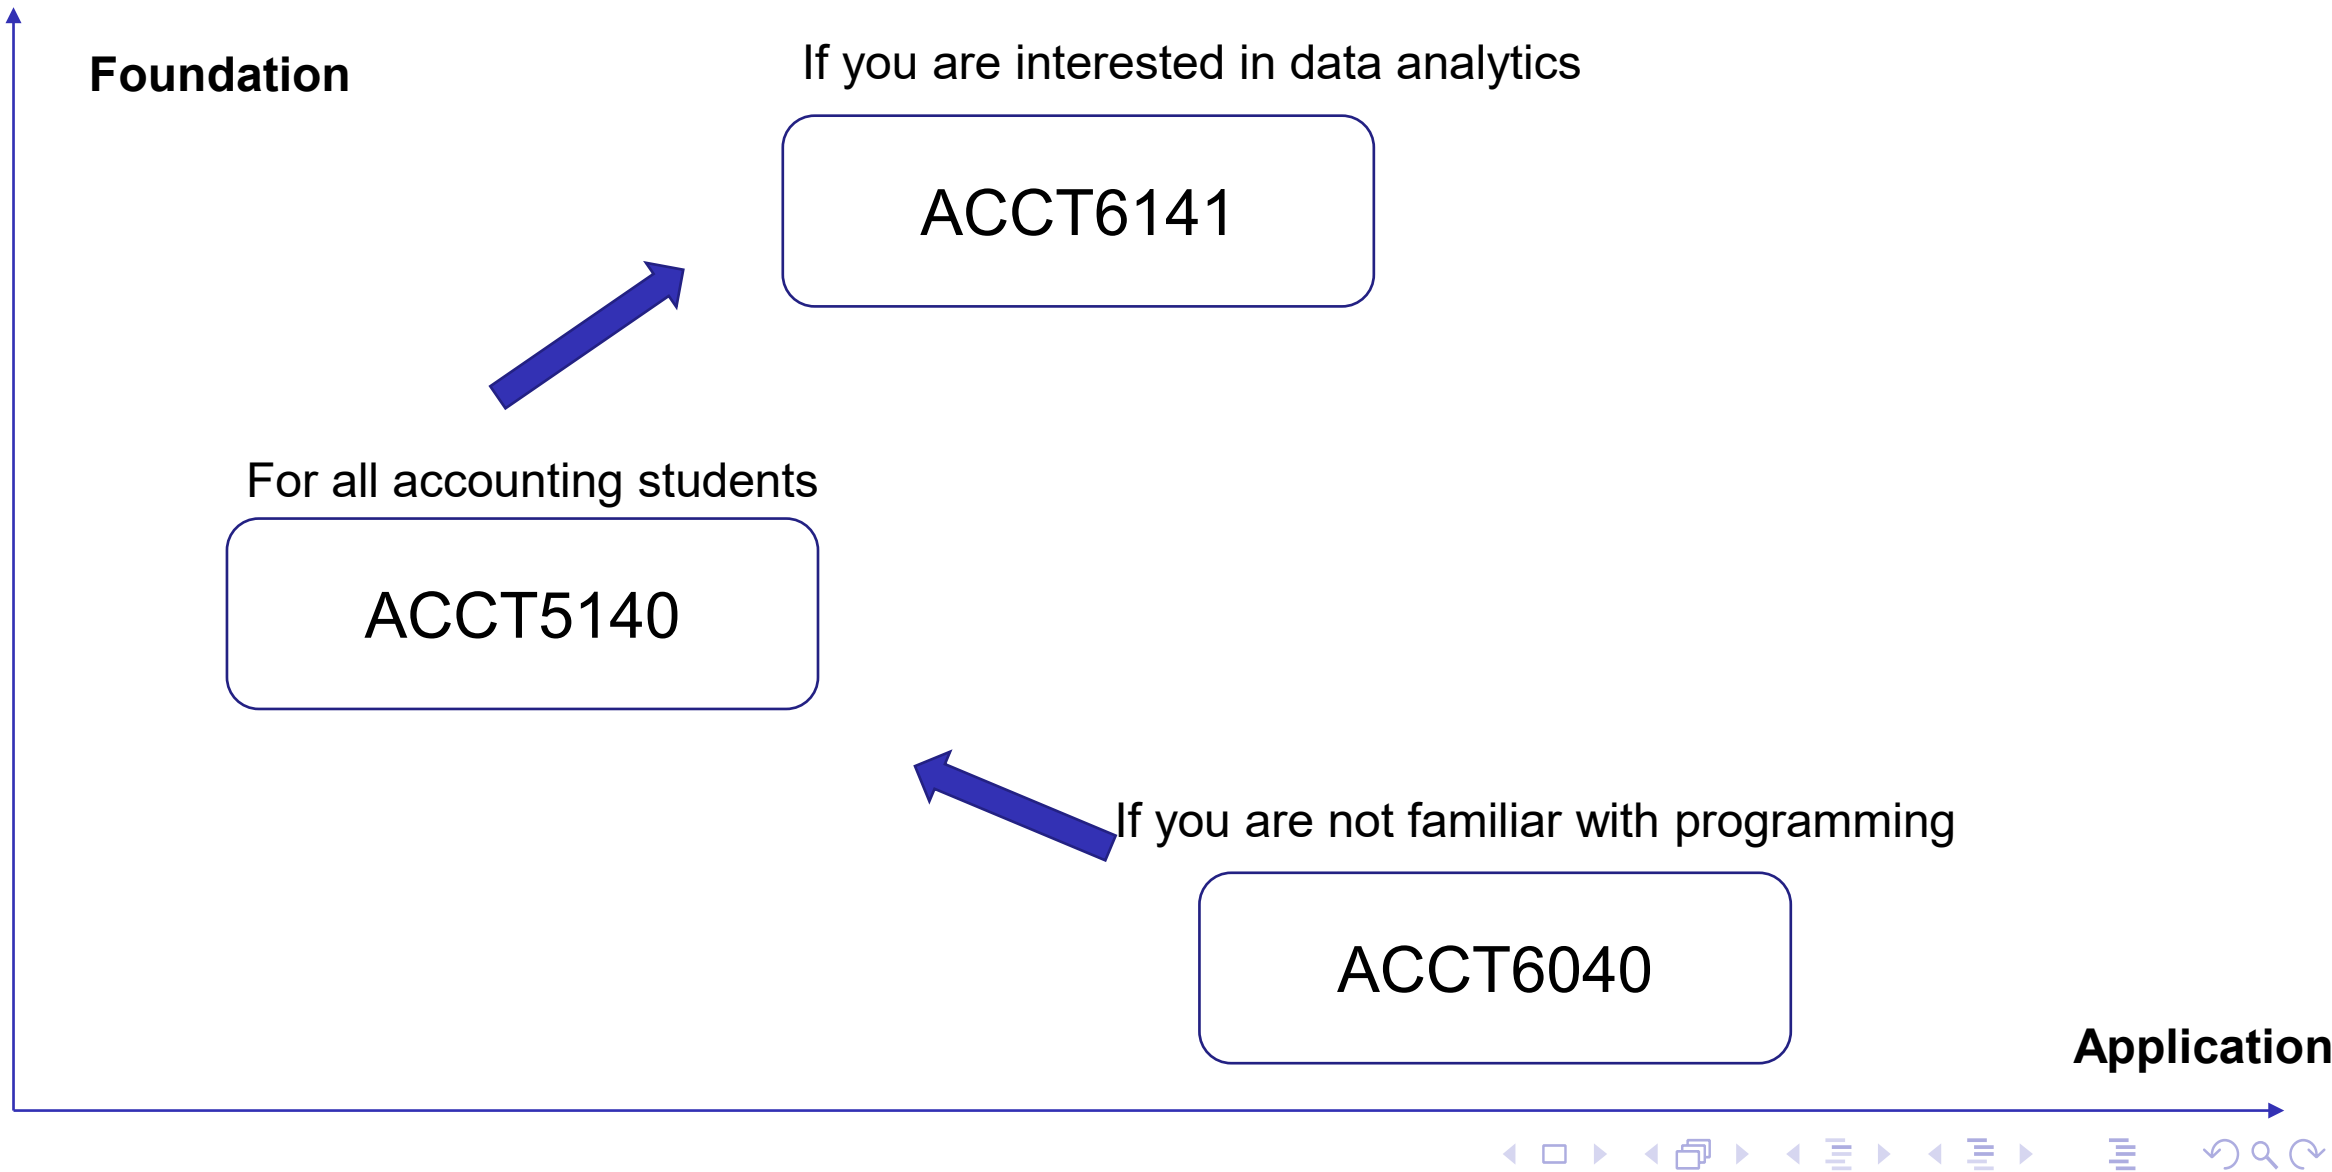 Foundation
If you are interested in data analytics
ACCT6141
For all accounting students
ACCT5140
If you are not familiar with programming
ACCT6040
Application